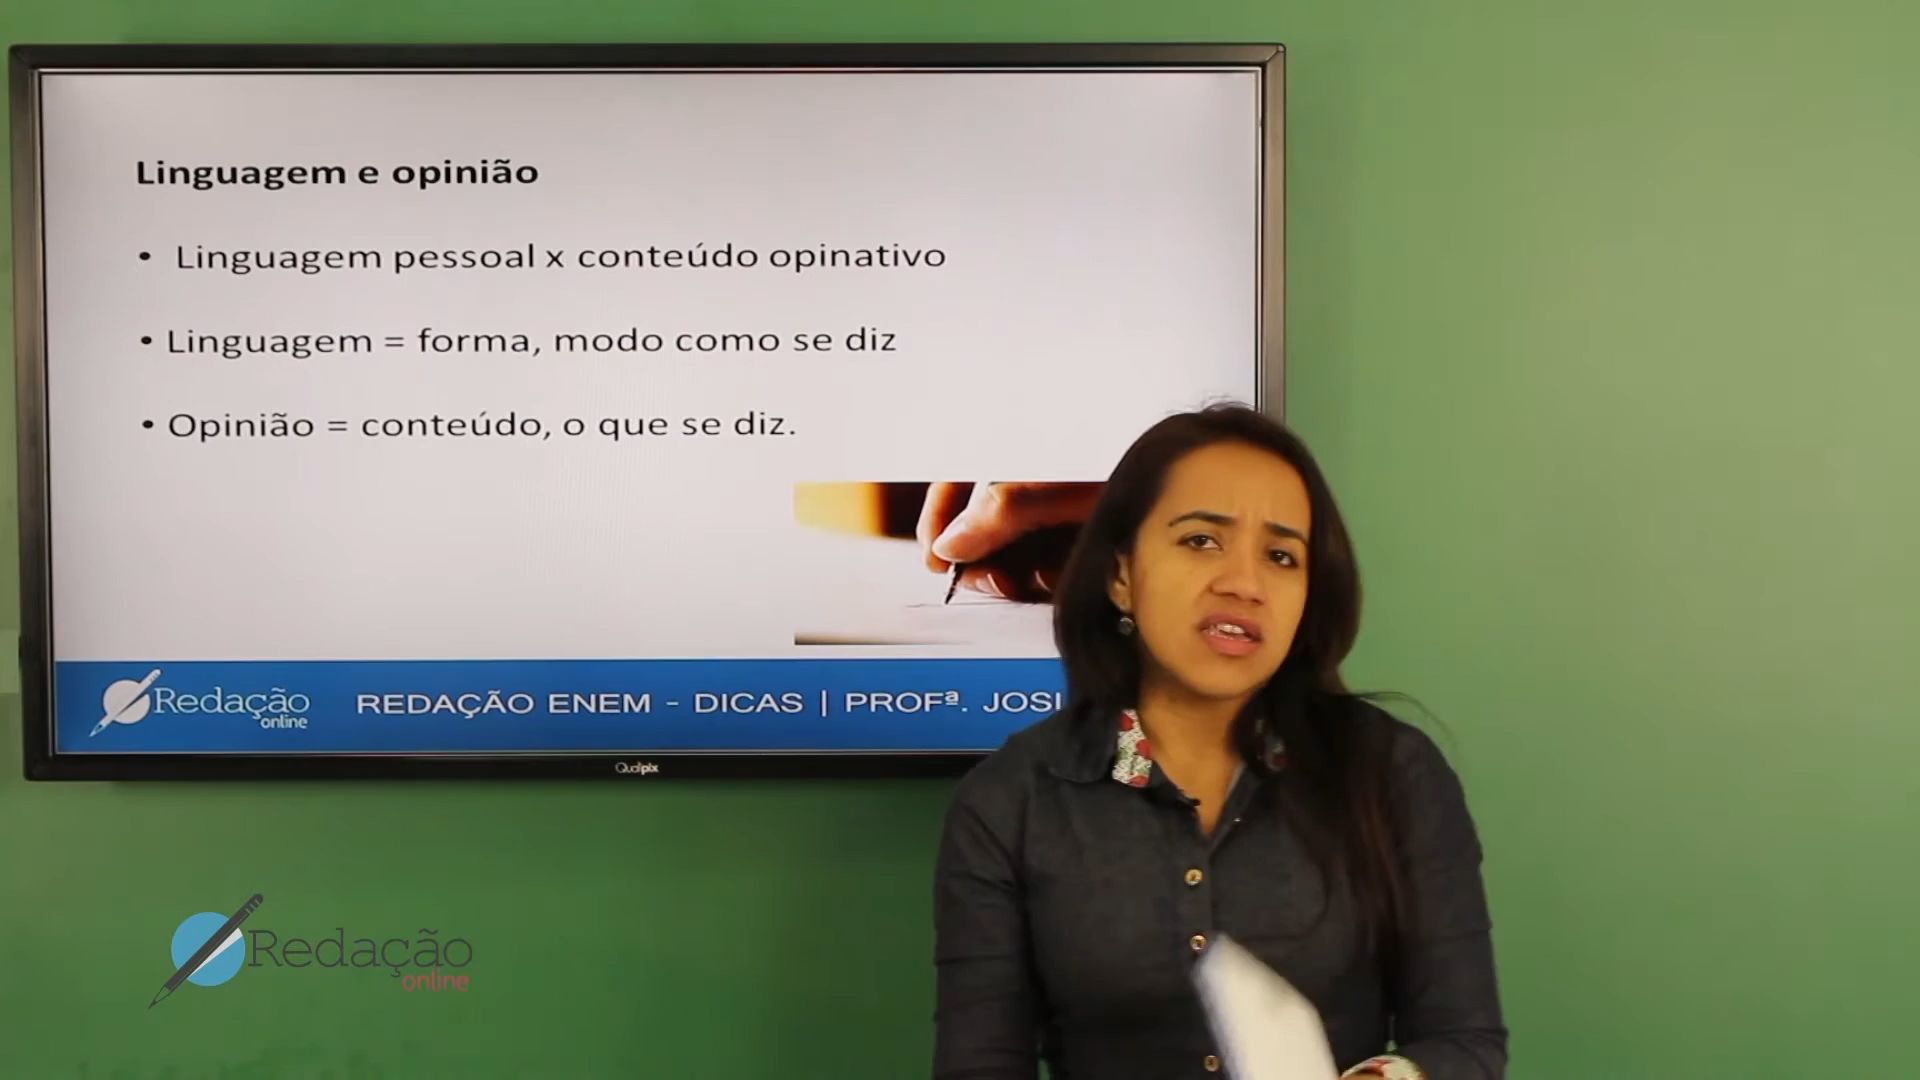 Linguagem e opinião
• Linguagem pessoal x conteúdo opinativo
• Linguagem = forma, modo como se diz
• Opinião = conteúdo, o que se diz.
Redação
online
REDAÇÃO ENEM - DICAS | PROFª. JOSI
Qualipix
Redação
online